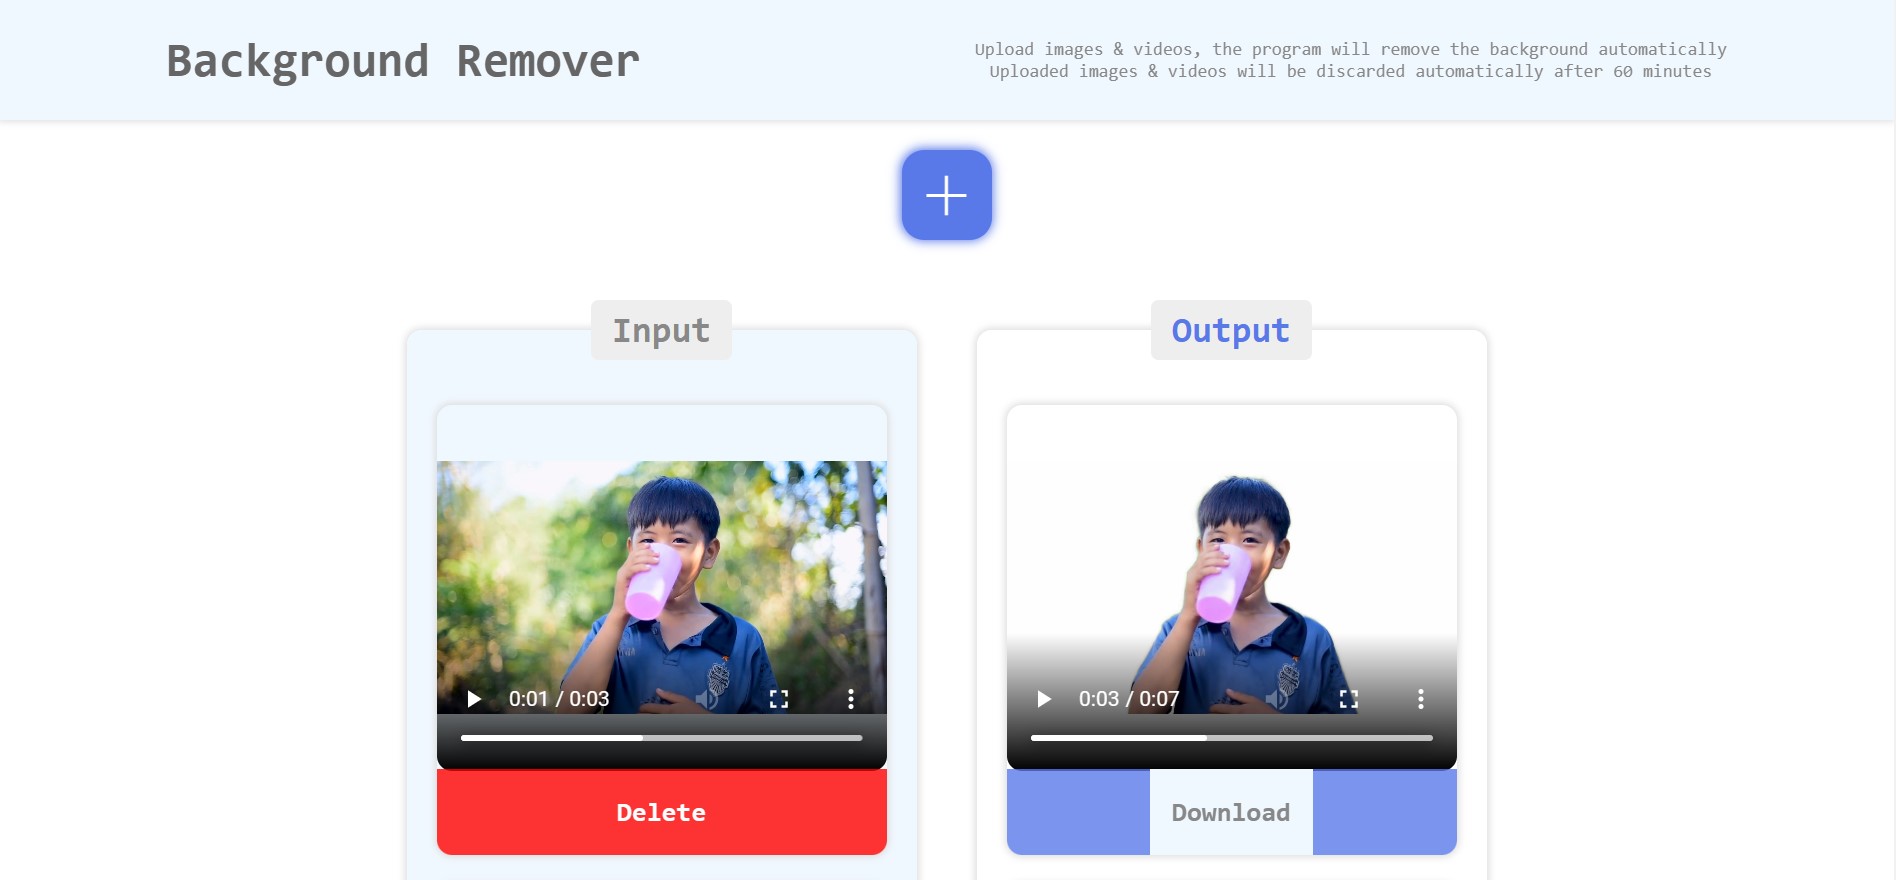 Background Remover
Upload images & videos, the program will remove the background automatically
Uploaded images & videos will be discarded automatically after 60 minutes
Input
Output
0:01 / 0:03
0:03 / 0:07
Delete
Download